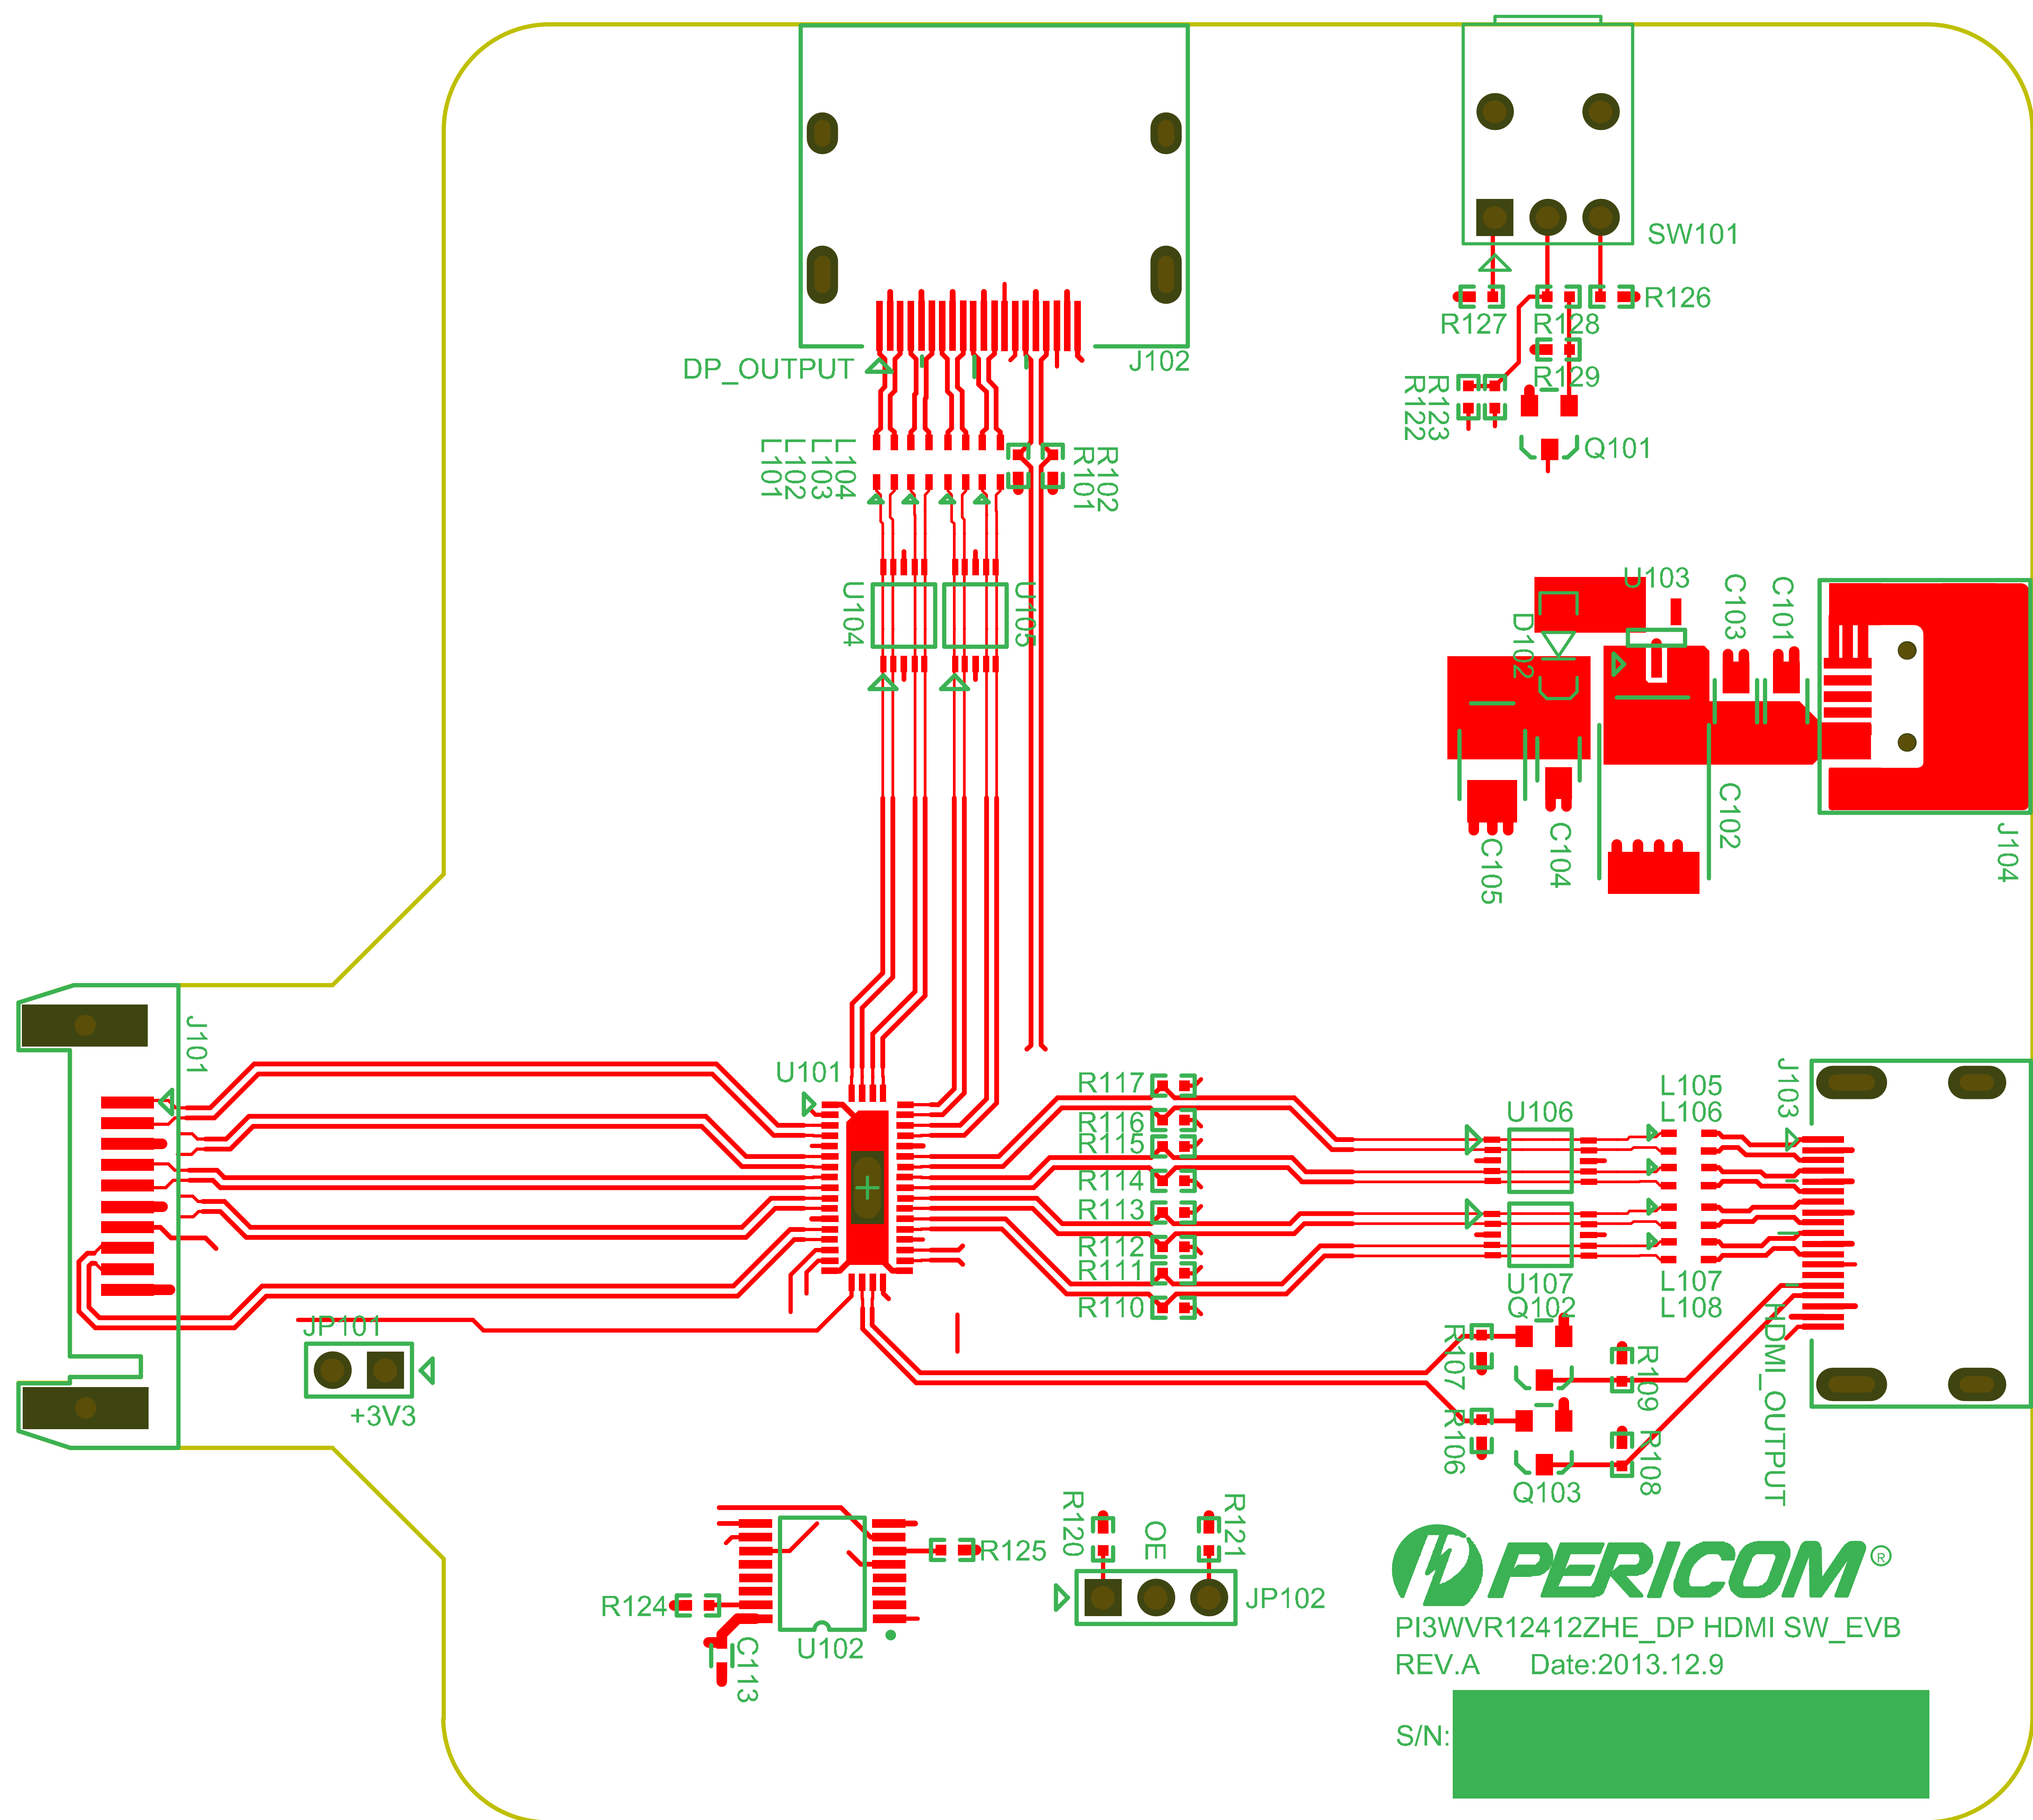 SW101
R126
R127
R128
R129
DP_OUTPUT
J102
R122
R123
Q101
L101
L102
L103
L104
R101
R102
U103
C103
C101
D102
U104
U105
C102
C104
C105
J104
J101
U101
R117
R116
R115
R114
R113
R112
R111
R110
U106
L105
L106
J103
U107
Q102
L107
L108
HDMI_OUTPUT
JP101
+3V3
R107
R109
R106
R108
Q103
R120
OE
R121
R125
R124
JP102
U102
C113
PERICOM®
PI3WVR12412ZHE_DP HDMI SW_EVB
REV.A Date:2013.12.9
S/N: